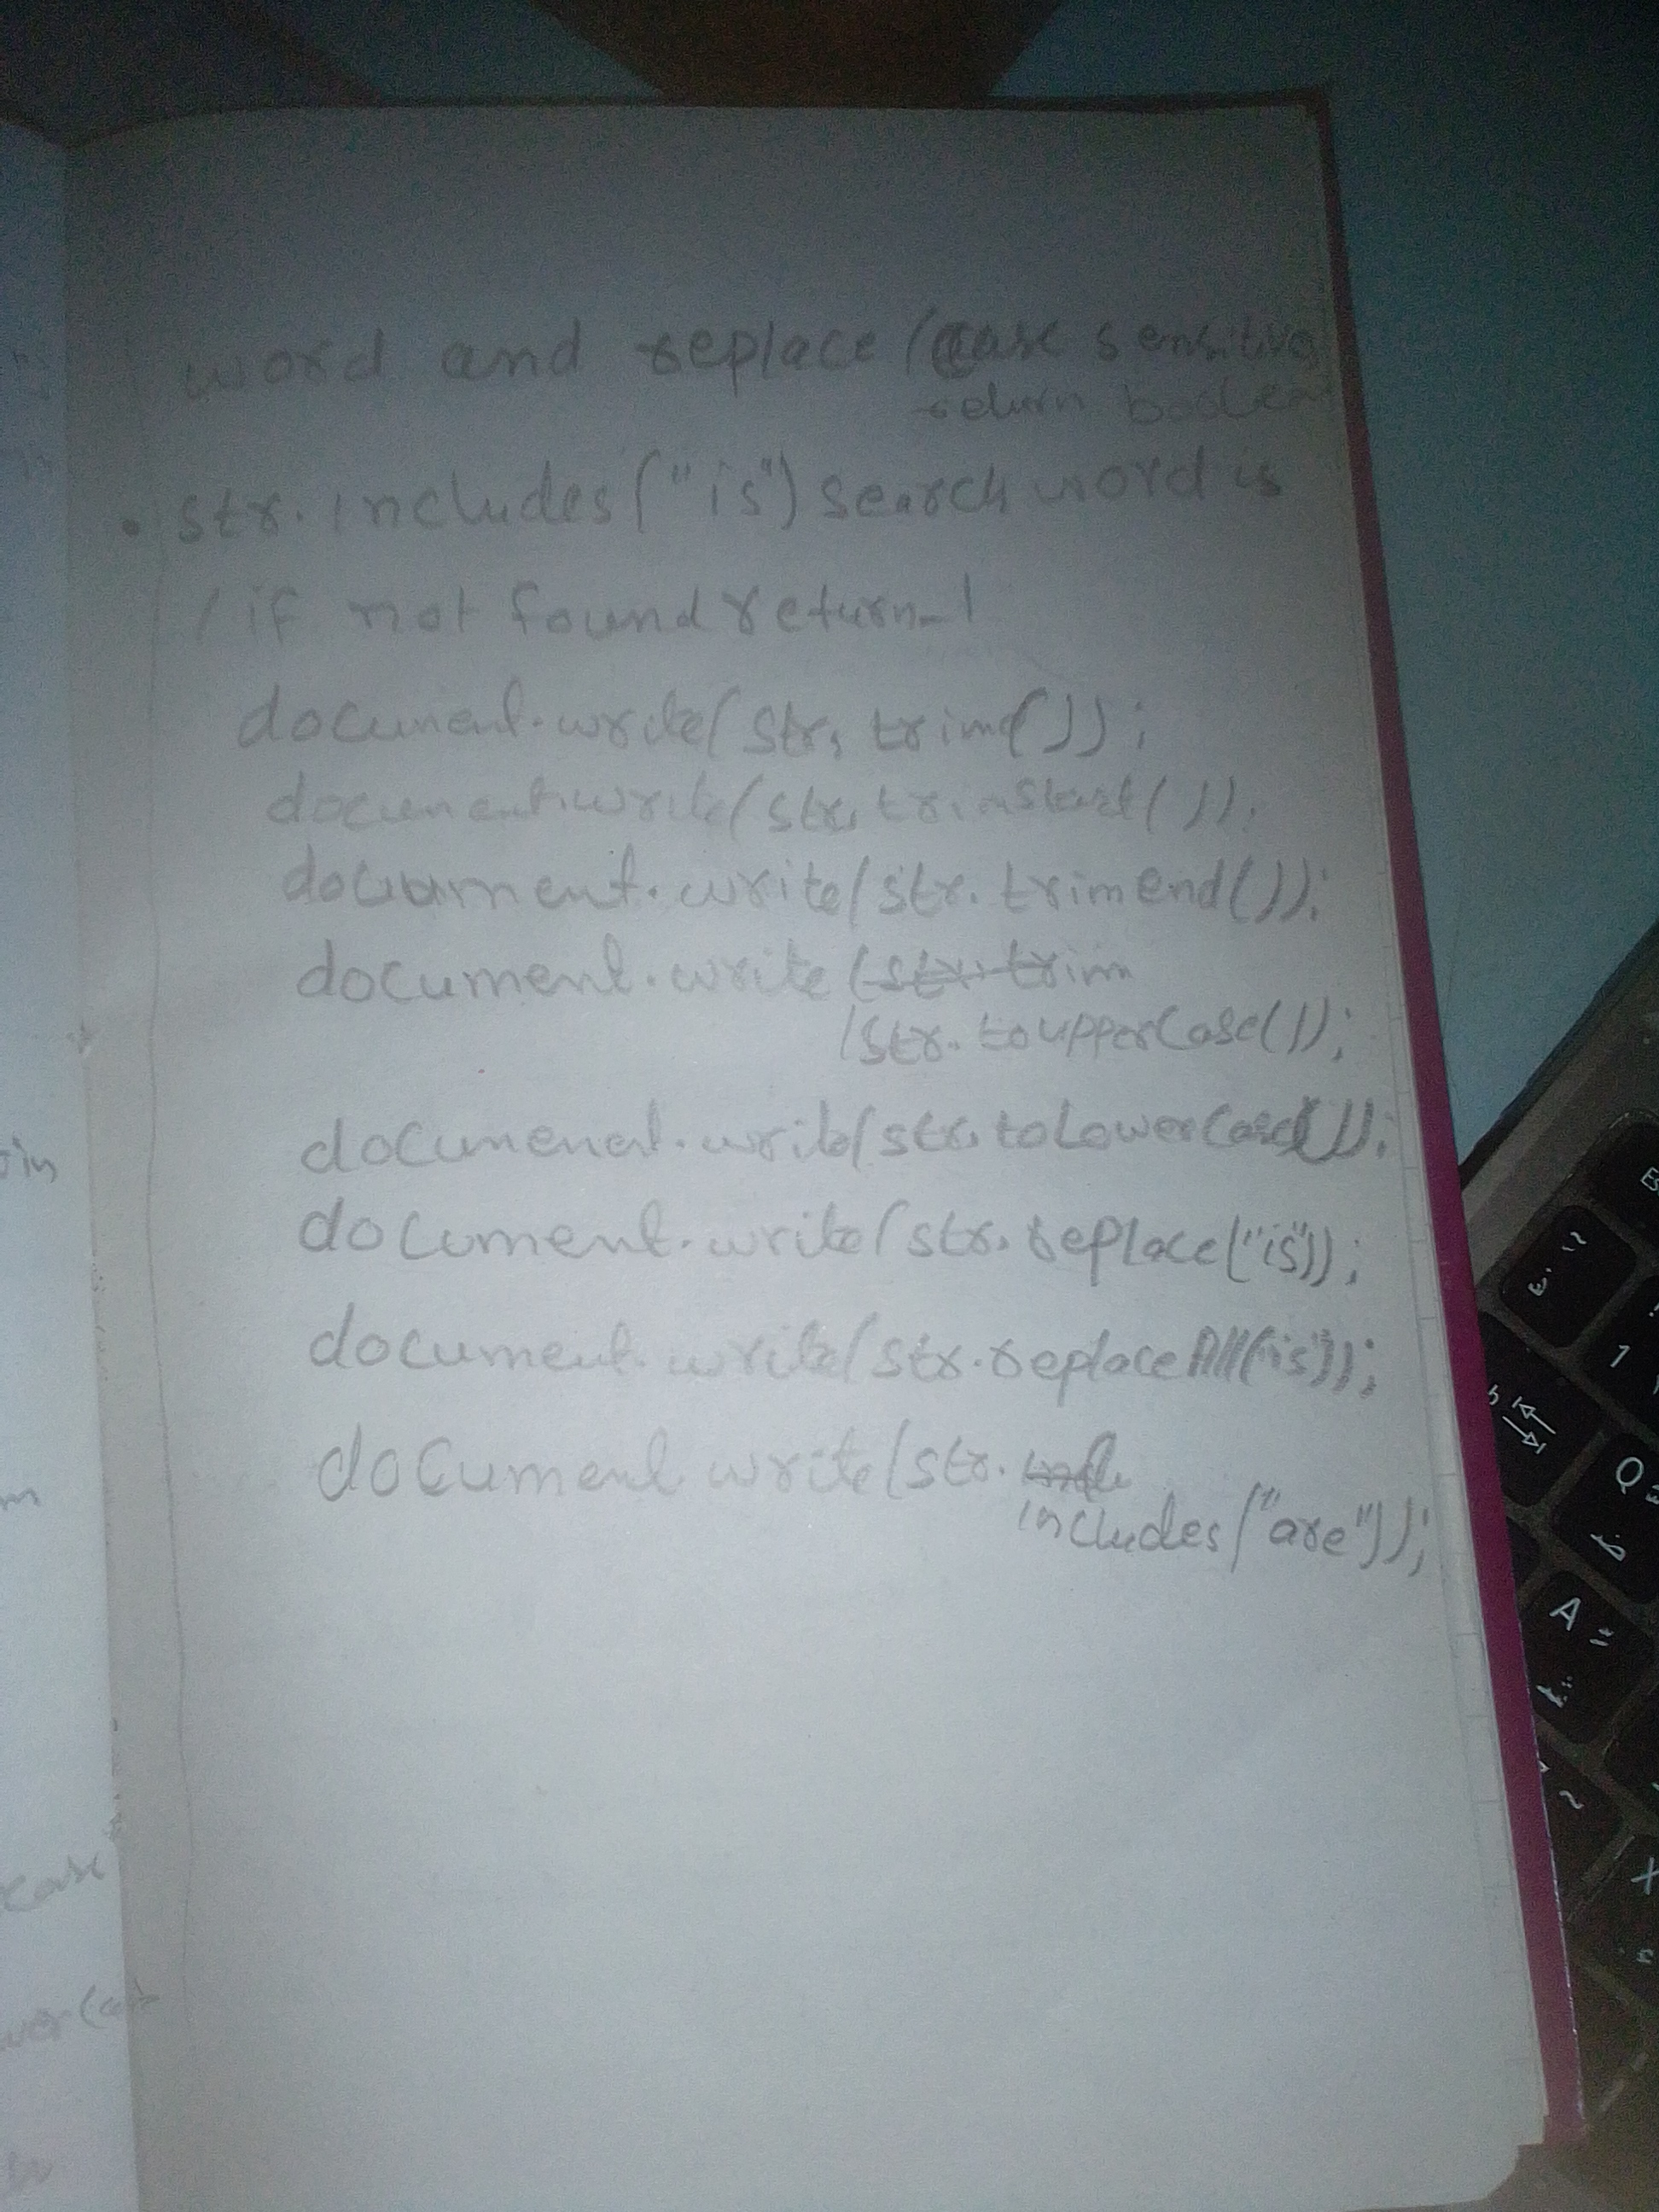 word and replace (case sensitive
return boolean
• str.includes("is") search word is
/ if not found return -1
document.write(str. trim());
document.write(str. trimStart());
document.write(str. trimEnd());
document.write (str. trim
(str. toupperCase());
document.write(str. toLowerCase());
document.write(str. replace("is"));
document.write(str.replaceAll("is"));
document.write(str.
includes("are"));